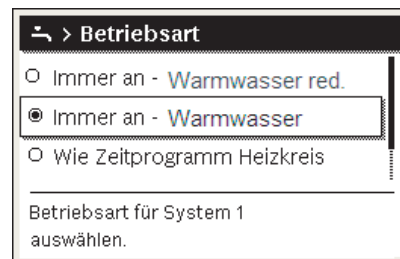 > Betriebsart
Immer an - Warmwasser red.
Immer an - Warmwasser
Wie Zeitprogramm Heizkreis
Betriebsart für System 1
auswählen.